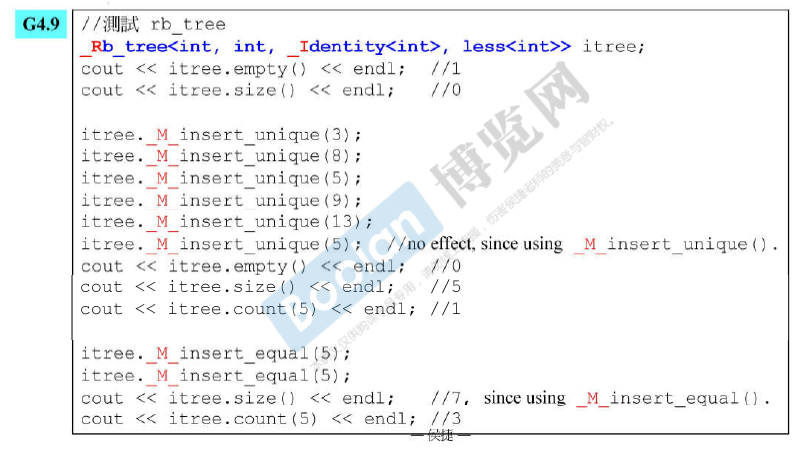 G4.9
//測試 rb_tree
_Rb_tree<int, int, _Identity<int>, less<int>> itree;
cout << itree.empty() << endl; //1
cout << itree.size() << endl; //0
itree._M_insert_unique(3);
itree._M_insert_unique(8);
itree._M_insert_unique(5);
itree._M_insert_unique(9);
itree._M_insert_unique(13);
itree._M_insert_unique(5); //no effect, since using _M_insert_unique().
cout << itree.empty() << endl; //0
cout << itree.size() << endl; //5
cout << itree.count(5) << endl; //1
itree._M_insert_equal(5);
itree._M_insert_equal(5);
cout << itree.size() << endl; //7, since using _M_insert_equal().
cout << itree.count(5) << endl; //3
— 侯捷 —
Boolan 博览网